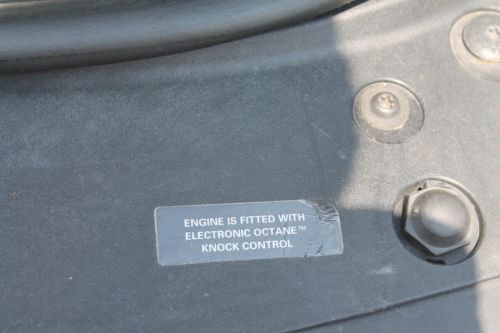 ENGINE IS FITTED WITH
ELECTRONIC OCTANE™
KNOCK CONTROL